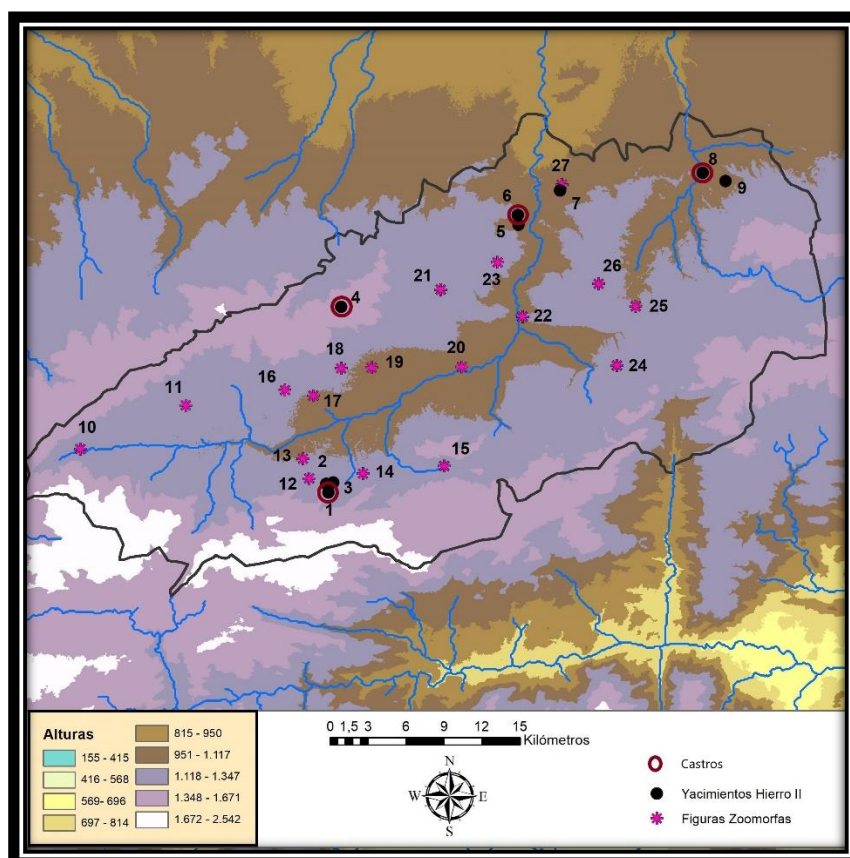 27
8
9
6
7
5
23
26
21
4
25
22
18
19
20
24
16
11
17
10
13
2
15
12
3
14
1
Alturas
155 - 415
416 - 568
569- 696
697 - 814
815 - 950
951 - 1.117
1.118 - 1.347
1.348 - 1.671
1.672 - 2.542
0 1,5 3 6 9 12 15
Kilómetros
N
W E
S
Castros
Yacimientos Hierro II
Figuras Zoomorfas